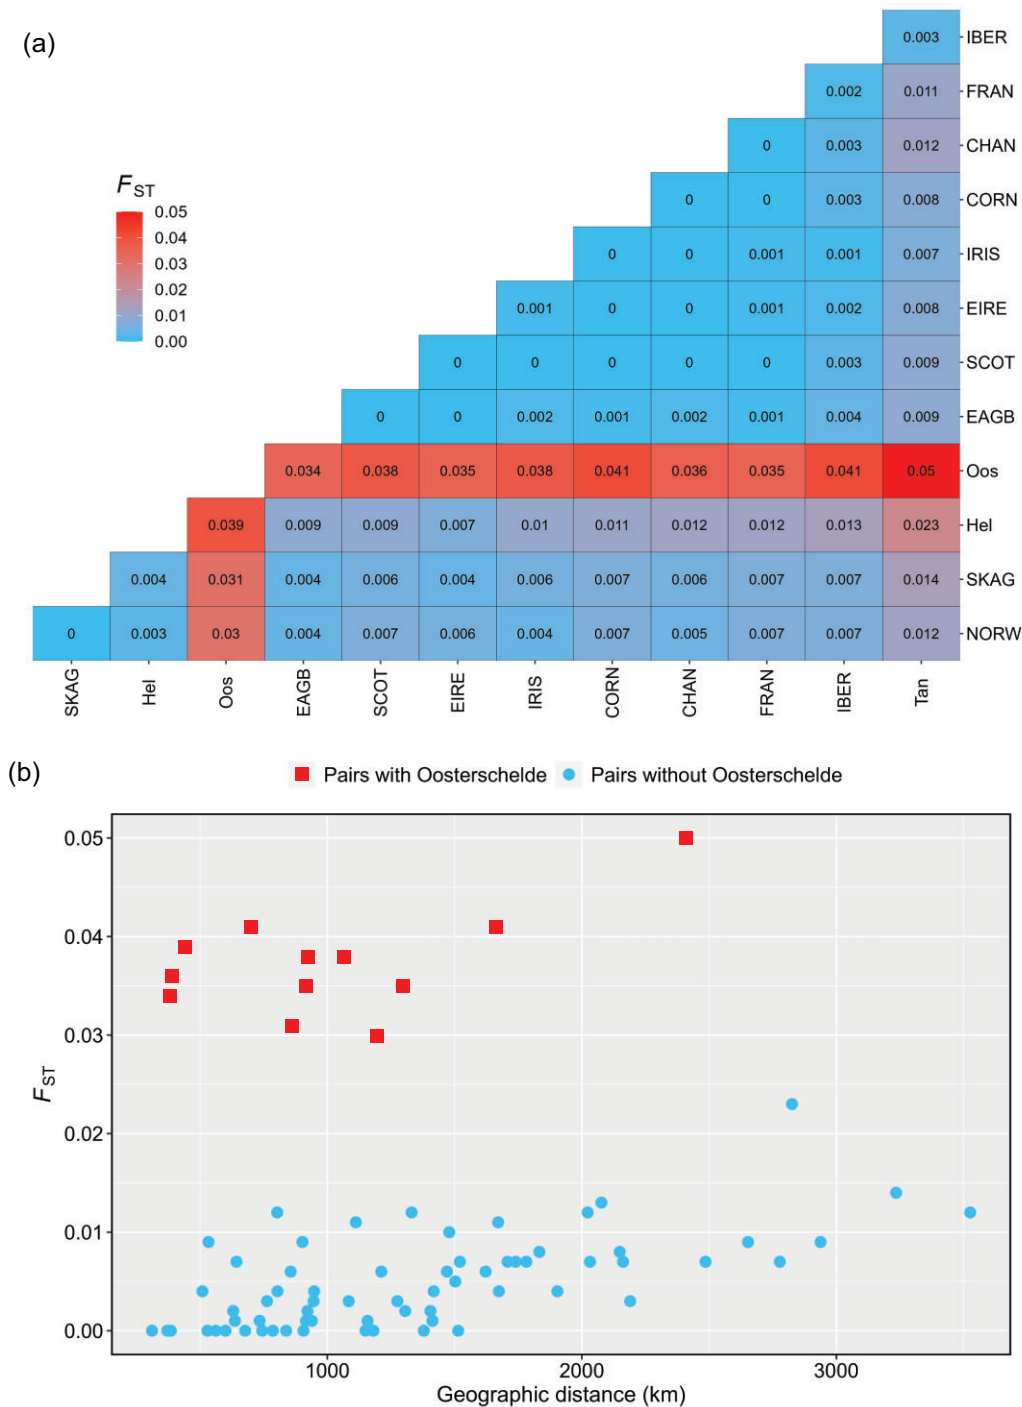 (a)
0.003 IBER
0.002 0.011 FRAN
0 0.003 0.012 CHAN
0 0 0.003 0.008 CORN
0 0 0.001 0.001 0.007 IRIS
0.001 0 0 0.001 0.002 0.008 EIRE
0 0 0 0 0 0.003 0.009 SCOT
0 0 0.002 0.001 0.002 0.001 0.004 0.009 EAGB
0.034 0.038 0.035 0.038 0.041 0.036 0.035 0.041 0.05 Oos
0.039 0.009 0.009 0.007 0.01 0.011 0.012 0.012 0.013 0.023 Hel
0.004 0.031 0.004 0.006 0.004 0.006 0.007 0.006 0.007 0.007 0.014 SKAG
0 0.003 0.03 0.004 0.007 0.006 0.004 0.007 0.005 0.007 0.007 0.012 NORW
SKAG Hel Oos EAGB SCOT EIRE IRIS CORN CHAN FRAN IBER Tan
FST
0.05
0.04
0.03
0.02
0.01
0.00
(b)
Pairs with Oosterschelde Pairs without Oosterschelde
0.05
0.04
0.03
0.02
0.01
0.00
FST
1000 2000 3000
Geographic distance (km)